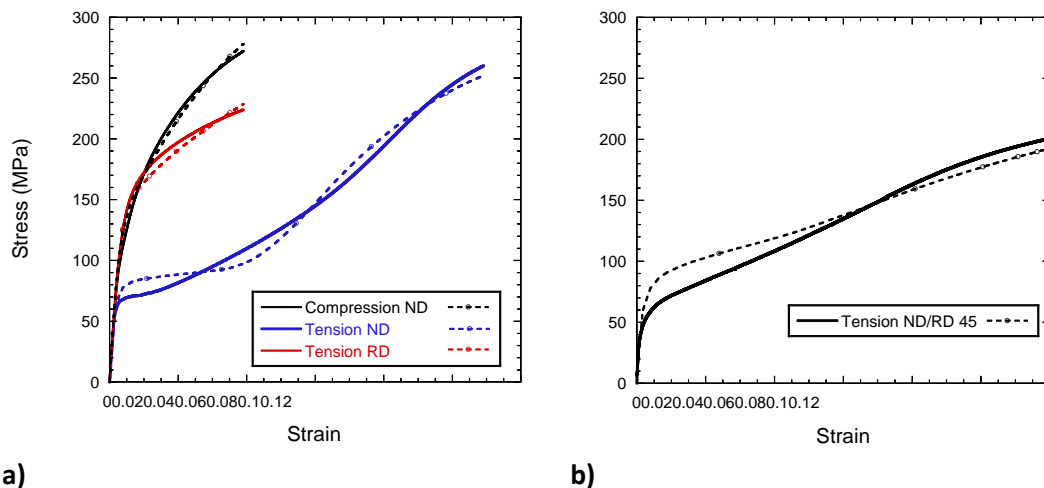 300
250
200
150
100
50
0
Stress (MPa)
Compression ND
Tension ND
Tension RD
00.020.040.060.080.10.12
Strain
a)
300
250
200
150
100
50
0
Tension ND/RD 45
00.020.040.060.080.10.12
Strain
b)